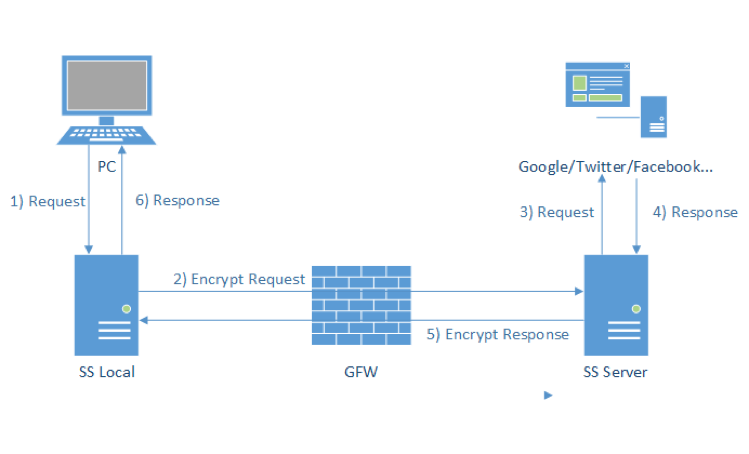 PC
Google/Twitter/Facebook...
1) Request
6) Response
3) Request
4) Response
2) Encrypt Request
5) Encrypt Response
SS Local
GFW
SS Server